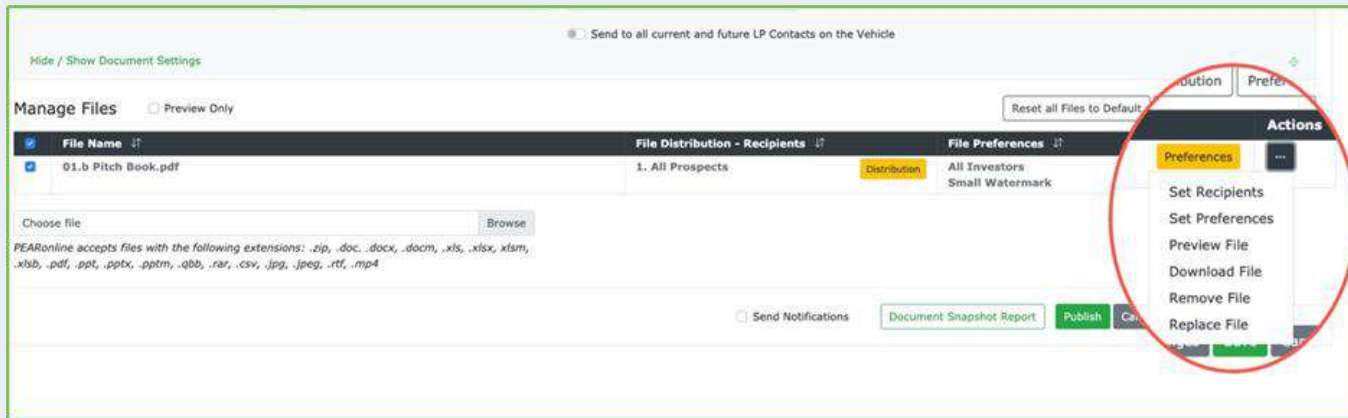 Send to all current and future LP Contacts on the Vehicle
Hide / Show Document Settings
Manage Files
Preview Only
Reset all Files to Default
File Name
File Distribution - Recipients
File Preferences
Actions
01.b Pitch Book.pdf
1. All Prospects
Distribution
All Investors
Small Watermark
Preferences
...
Set Recipients
Set Preferences
Preview File
Download File
Remove File
Replace File
Choose file
Browse
PEARonline accepts files with the following extensions: .zip, .doc. .docx, .docm, .xls, .xlsx, xlsm,
.xlsb, .pdf, .ppt, .pptx, .pptm, .qbb, .rar, .csv, .jpg, .jpeg, .rtf, .mp4
Send Notifications
Document Snapshot Report
Publish